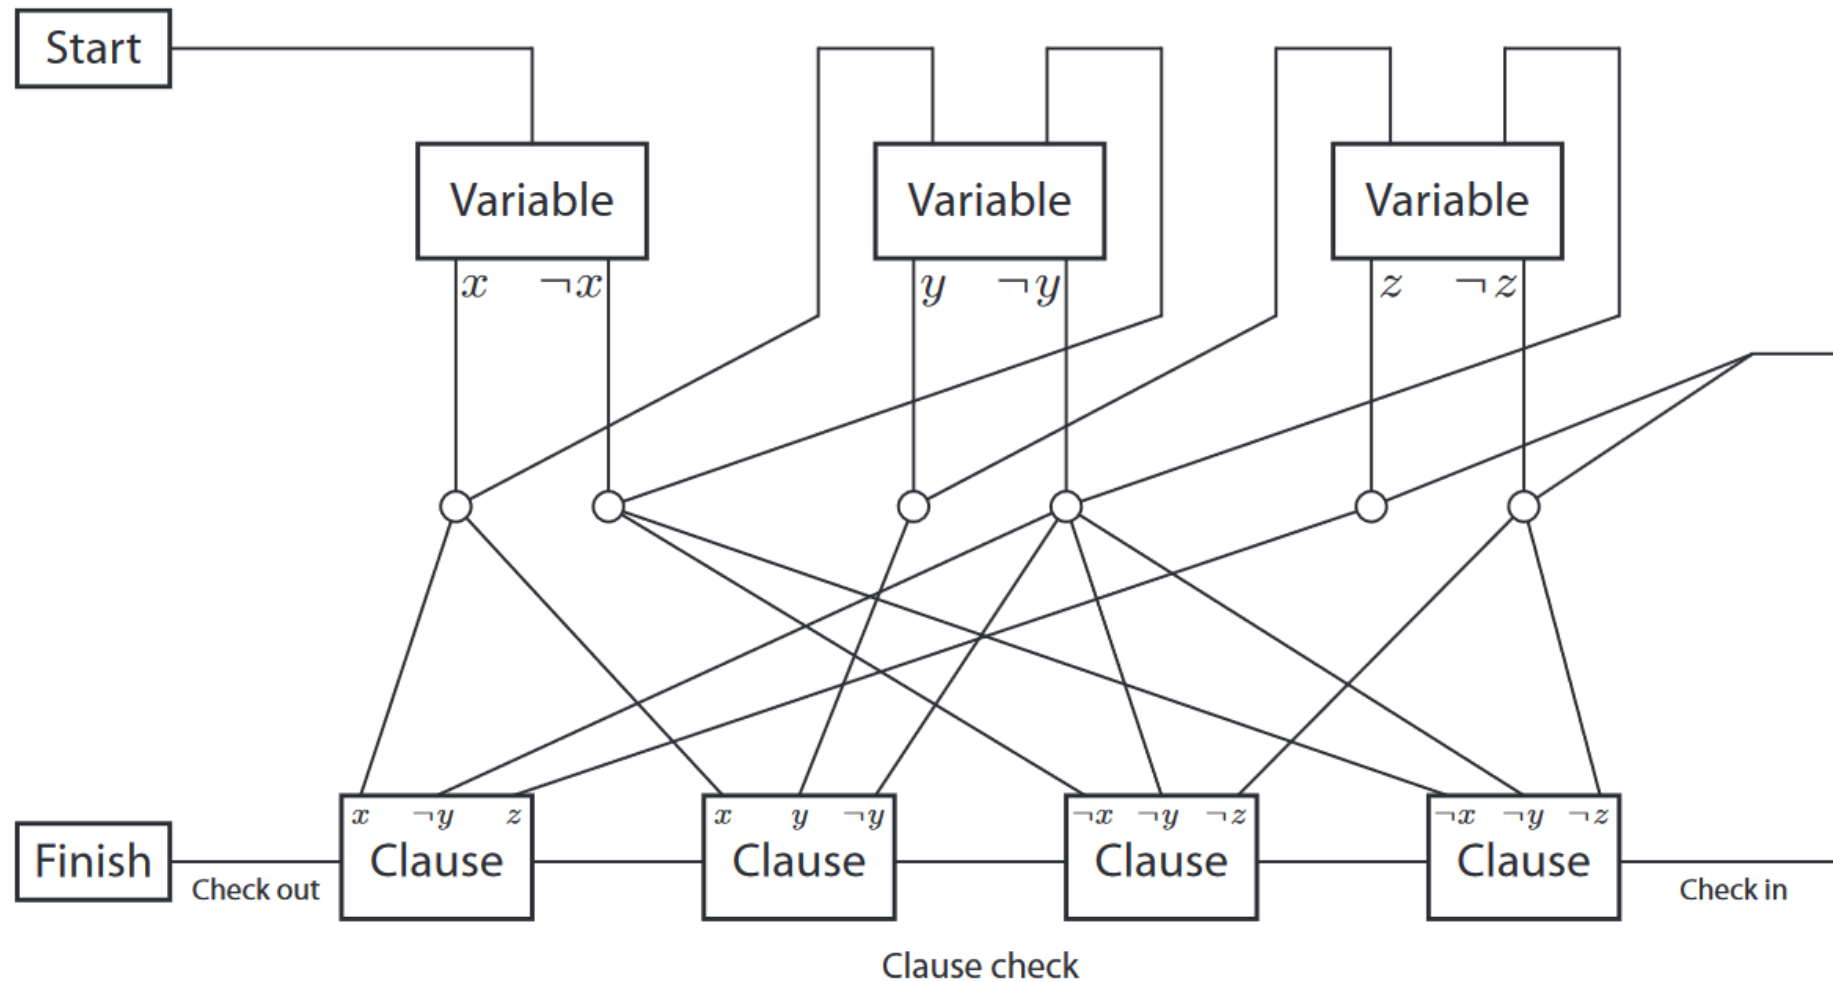 Start
Variable Variable Variable
x ¬x y ¬y z ¬z
x ¬y z x y ¬y ¬x ¬y ¬z ¬x ¬y ¬z
Finish Clause Clause Clause Clause
Check out Check in
Clause check